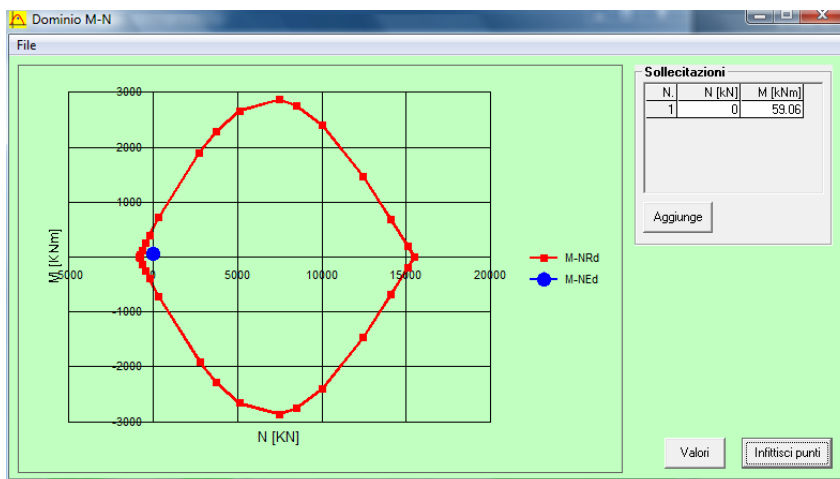 Dominio M-N
File
3000
2000
1000
-5000
0
5000
10000
15000
20000
-1000
-2000
-3000
M [KNm]
N [KN]
M-NRd
M-NEd
Sollecitazioni
N. N [kN] M [kNm]
1 0 59.06
Aggiunge
Valori
Infittisci punti